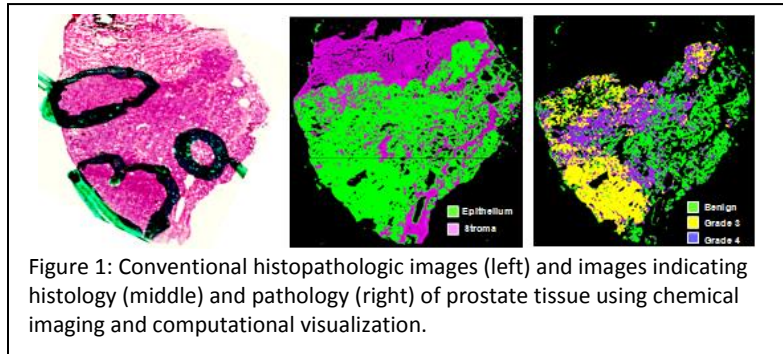 Epithelium
Stroma
Benign
Grade 3
Grade 4
Figure 1: Conventional histopathologic images (left) and images indicating
histology (middle) and pathology (right) of prostate tissue using chemical
imaging and computational visualization.